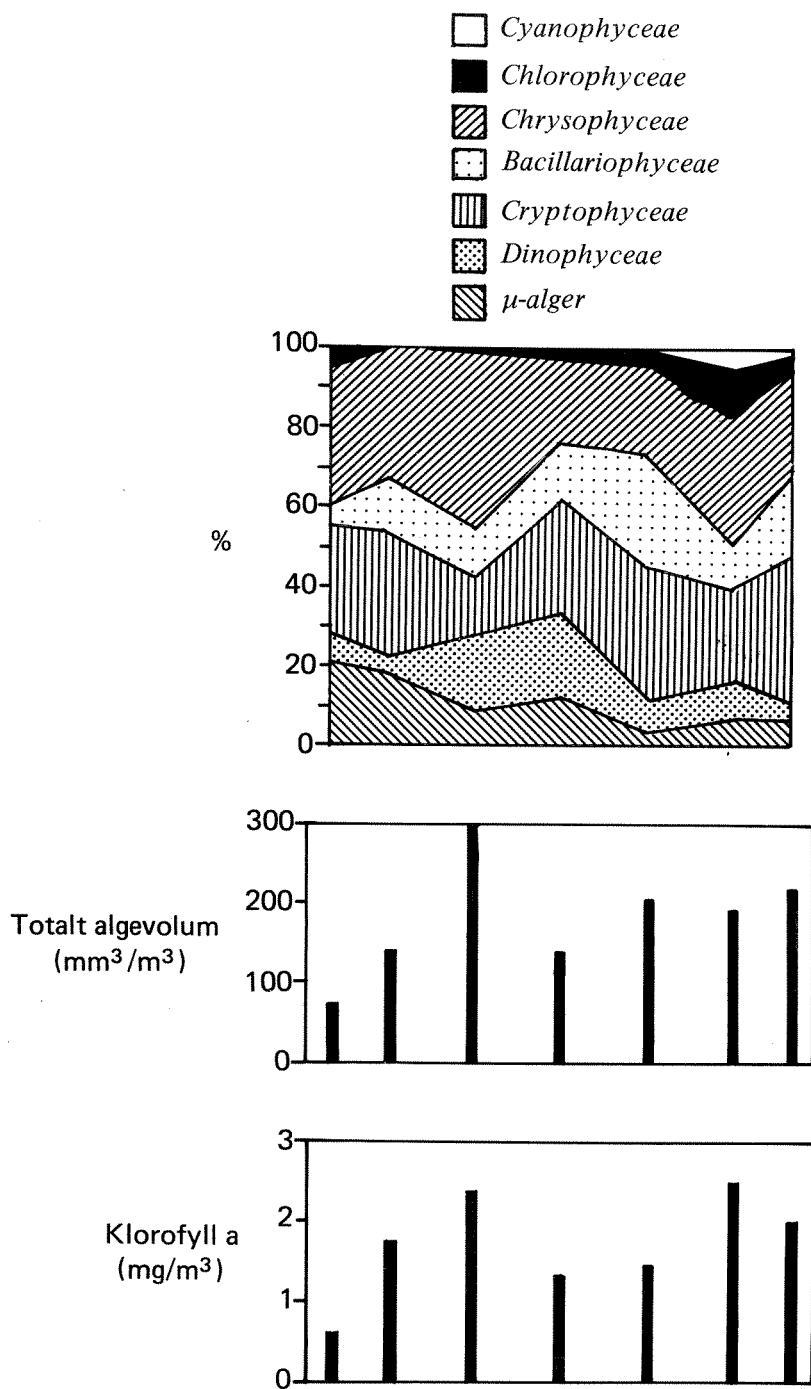 Cyanophyceae
Chlorophyceae
Chrysophyceae
Bacillariophyceae
Cryptophyceae
Dinophyceae
μ-alger
100
80
60
%
40
20
0
300
200
Totalt algevolum
(mm³/m³)
100
0
3
2
Klorofyll a
(mg/m³)
1
0